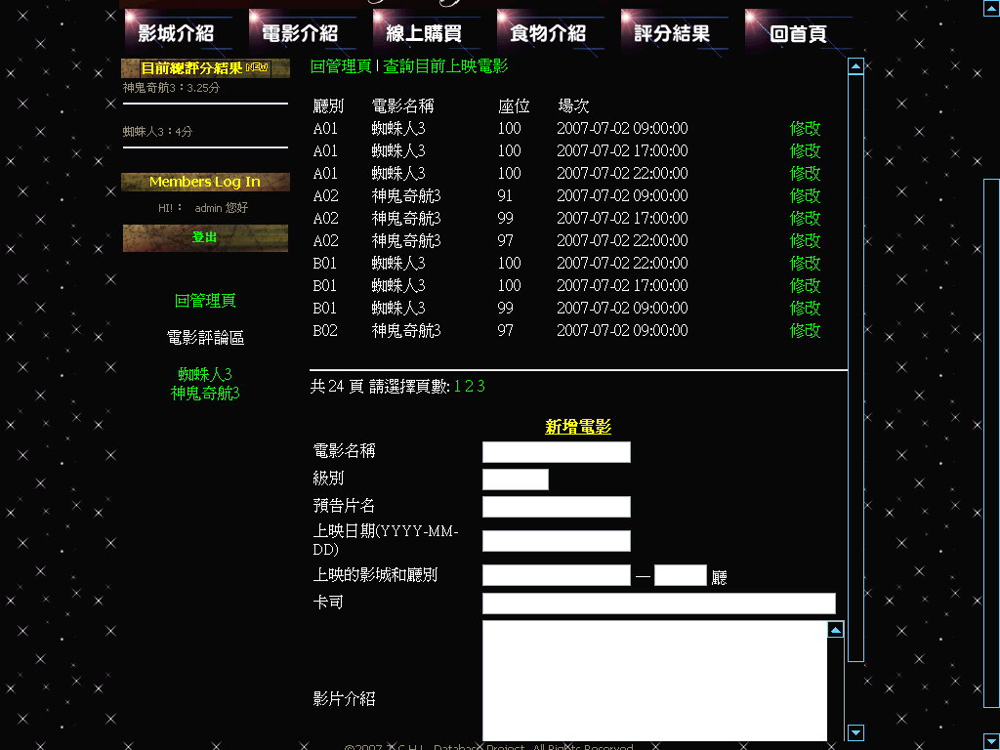 影城介紹 電影介紹 線上購買 食物介紹 評分結果 回首頁
目前總評分結果 NEW
神鬼奇航3：3.25分
蜘蛛人3：4分
Members Log In
HI!： admin 您好
登出
回管理頁
電影評論區
蜘蛛人3
神鬼奇航3
回管理頁 | 查詢目前上映電影
廳別 電影名稱 座位 場次
A01 蜘蛛人3 100 2007-07-02 09:00:00 修改
A01 蜘蛛人3 100 2007-07-02 17:00:00 修改
A01 蜘蛛人3 100 2007-07-02 22:00:00 修改
A02 神鬼奇航3 91 2007-07-02 09:00:00 修改
A02 神鬼奇航3 99 2007-07-02 17:00:00 修改
A02 神鬼奇航3 97 2007-07-02 22:00:00 修改
B01 蜘蛛人3 100 2007-07-02 22:00:00 修改
B01 蜘蛛人3 100 2007-07-02 17:00:00 修改
B01 蜘蛛人3 99 2007-07-02 09:00:00 修改
B02 神鬼奇航3 97 2007-07-02 09:00:00 修改
共 24 頁 請選擇頁數: 1 2 3
新增電影
電影名稱
級別
預告片名
上映日期(YYYY-MM-
DD)
上映的影城和廳別 — 廳
卡司
影片介紹
Database Project. All Rights Reserved